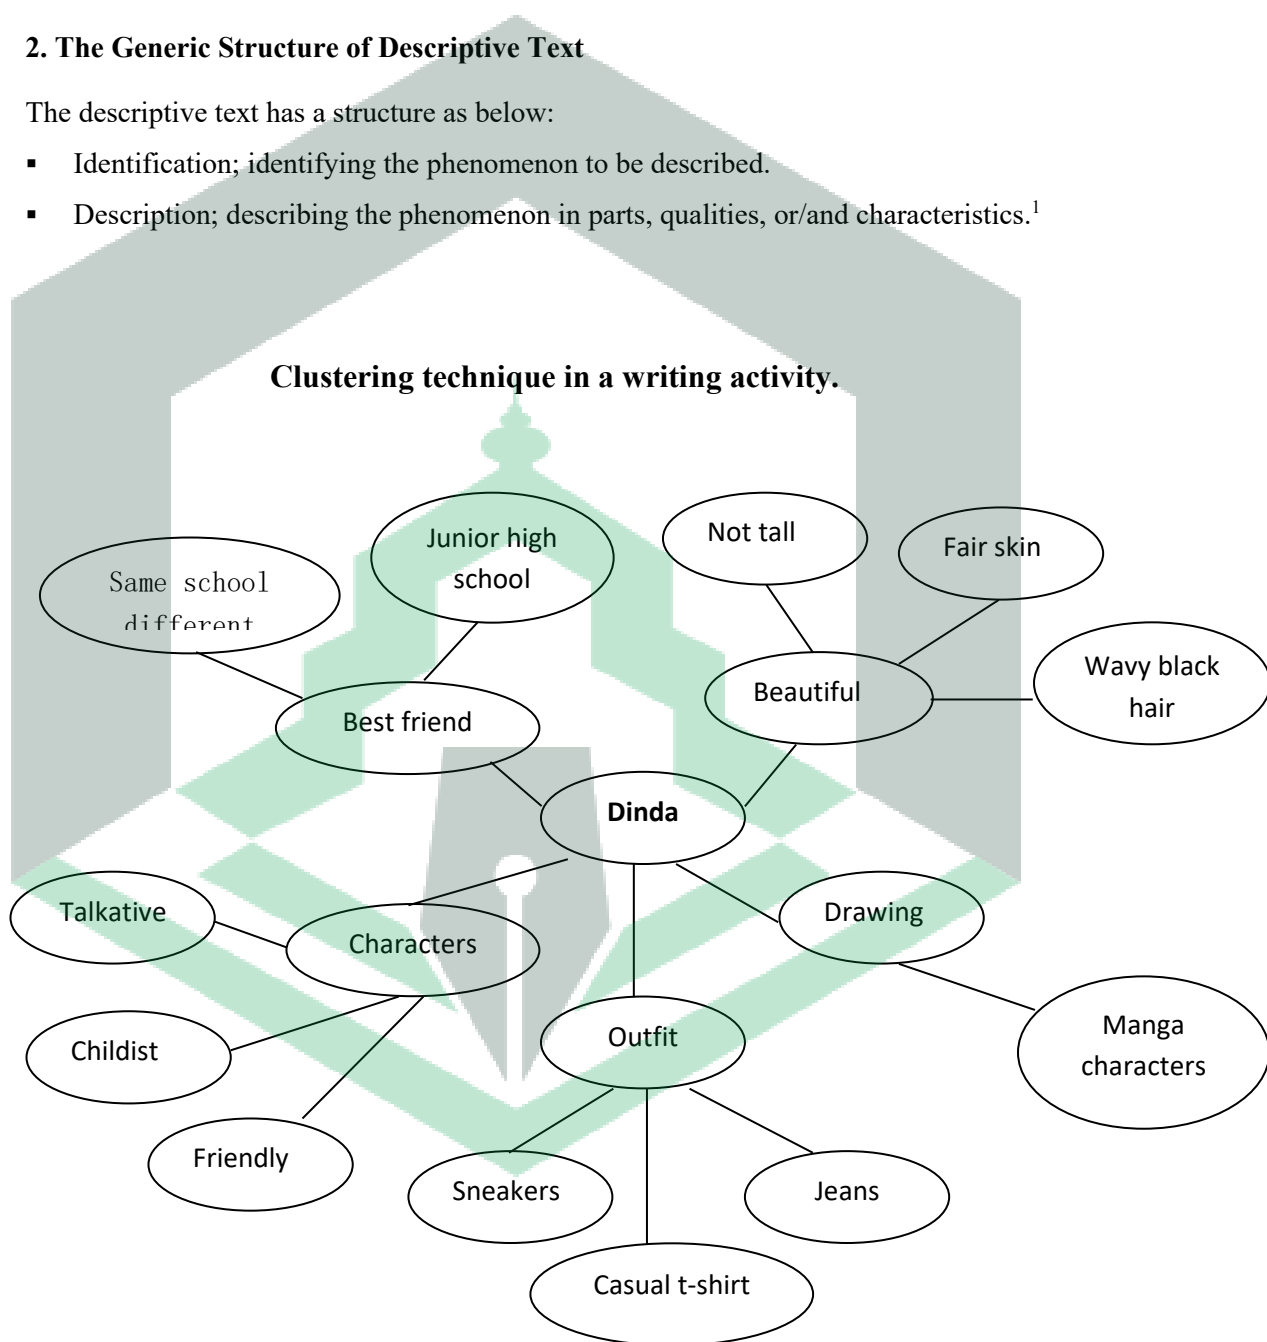 2. The Generic Structure of Descriptive Text
The descriptive text has a structure as below:
▪ Identification; identifying the phenomenon to be described.
▪ Description; describing the phenomenon in parts, qualities, or/and characteristics.1
Clustering technique in a writing activity.
Same school
different
Junior high
school
Not tall
Fair skin
Wavy black
hair
Best friend
Beautiful
Dinda
Talkative
Characters
Drawing
Childist
Outfit
Manga
characters
Friendly
Sneakers
Jeans
Casual t-shirt